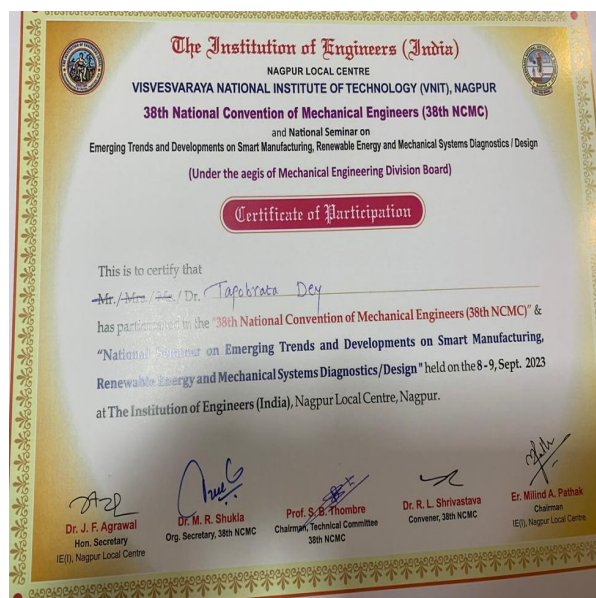 The Institution of Engineers (India)
NAGPUR LOCAL CENTRE
VISVESVARAYA NATIONAL INSTITUTE OF TECHNOLOGY (VNIT), NAGPUR
38th National Convention of Mechanical Engineers (38th NCMC)
and National Seminar on
Emerging Trends and Developments on Smart Manufacturing, Renewable Energy and Mechanical Systems Diagnostics / Design
(Under the aegis of Mechanical Engineering Division Board)
Certificate of Participation
This is to certify that
Mr./Mrs./Ms./Dr. Tapobrata Dey
has participated in the "38th National Convention of Mechanical Engineers (38th NCMC)" &
"National Seminar on Emerging Trends and Developments on Smart Manufacturing,
Renewable Energy and Mechanical Systems Diagnostics/Design" held on the 8-9, Sept. 2023
at The Institution of Engineers (India), Nagpur Local Centre, Nagpur.
Dr. J. F. Agrawal
Hon. Secretary
IE(I), Nagpur Local Centre
Dr. M. R. Shukla
Org. Secretary, 38th NCMC
Prof. S. B. Thombre
Chairman, Technical Committee
38th NCMC
Dr. R. L. Shrivastava
Convener, 38th NCMC
Er. Milind A. Pathak
Chairman
IE(I), Nagpur Local Centre